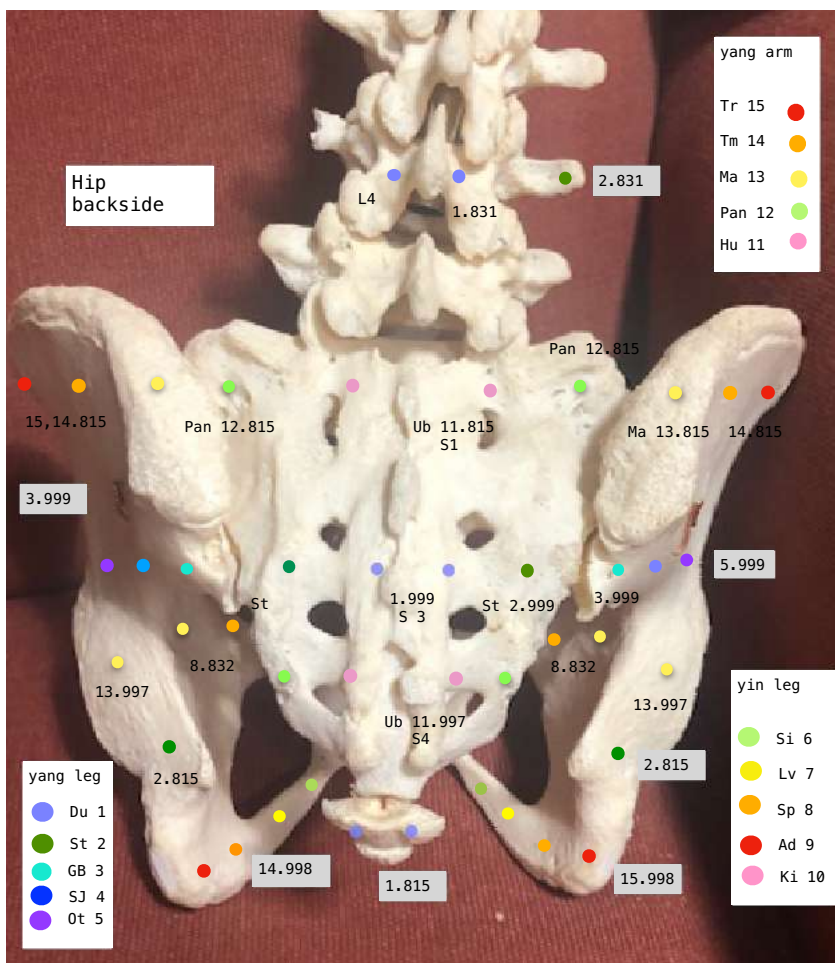 yang arm
Tr 15
Tm 14
Ma 13
Pan 12
Hu 11
Hip
backside
2.831
L4
1.831
Pan 12.815
15,14.815
Pan 12.815
Ub 11.815
S1
Ma 13.815
14.815
3.999
5.999
St
1.999
S 3
St 2.999
3.999
8.832
8.832
13.997
13.997
Ub 11.997
S4
2.815
2.815
yang leg
Du 1
St 2
GB 3
SJ 4
Ot 5
14.998
1.815
15.998
yin leg
Si 6
Lv 7
Sp 8
Ad 9
Ki 10